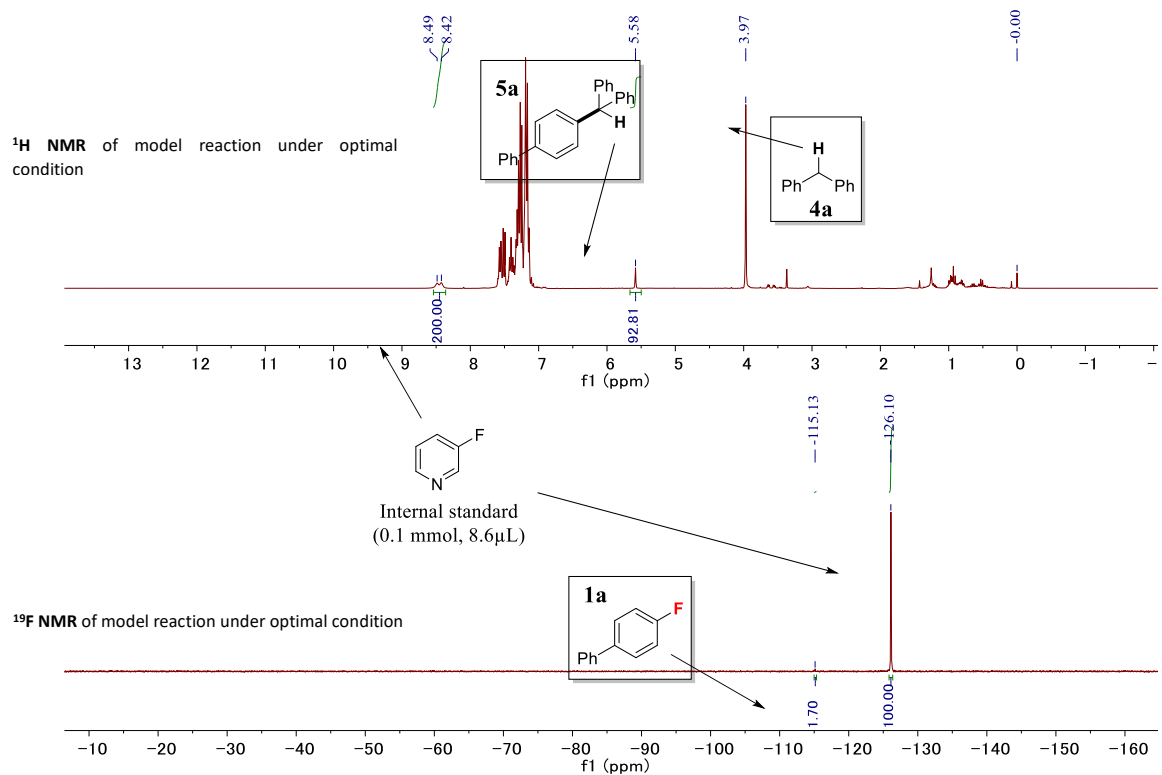 8.49
8.42
5.58
3.97
-0.00
5a
Ph
Ph
H
Ph
¹H NMR of model reaction under optimal
condition
H
Ph Ph
4a
200.00
92.81
13 12 11 10 9 8 7 6 5 4 3 2 1 0 −1 −
f1 (ppm)
-115.13
-126.10
F
N
Internal standard
(0.1 mmol, 8.6µL)
1a
F
Ph
¹⁹F NMR of model reaction under optimal condition
1.70
100.00
−10 −20 −30 −40 −50 −60 −70 −80 −90 −100 −110 −120 −130 −140 −150 −160
f1 (ppm)